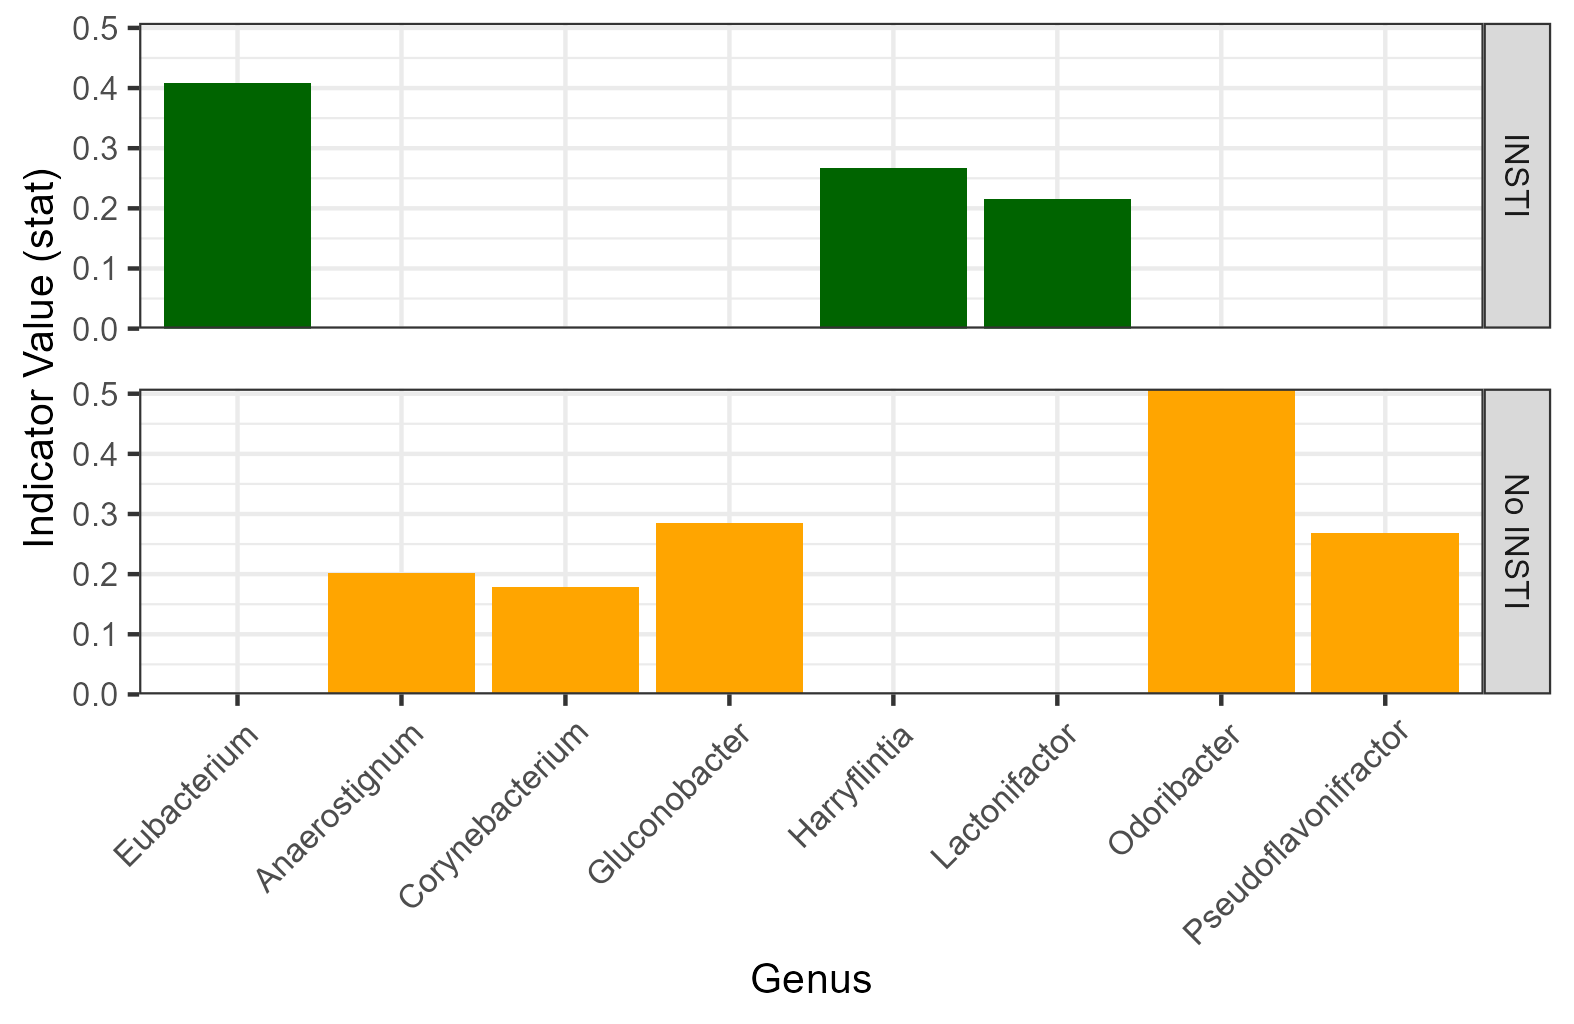 Indicator Value (stat)
0.5
0.4
0.3
0.2
0.1
0.0
INSTI
0.5
0.4
0.3
0.2
0.1
0.0
No INSTI
Eubacterium
Anaerostignum
Corynebacterium
Gluconobacter
Harryflintia
Lactonifactor
Odoribacter
Pseudoflavonifractor
Genus